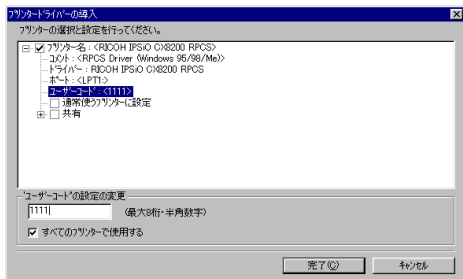 プリンタードライバーの導入
プリンターの選択と設定を行ってください。
プリンター名 : <RICOH IPSiO CX8200 RPCS>
コメント : <RPCS Driver (Windows 95/98/Me)>
ドライバー : RICOH IPSiO CX8200 RPCS
ポート : <LPT1:>
ユーザーコード : <1111>
通常使うプリンターに設定
共有
"ユーザーコード"の設定の変更
1111
(最大8桁・半角数字)
すべてのプリンターで使用する
完了(C)
キャンセル